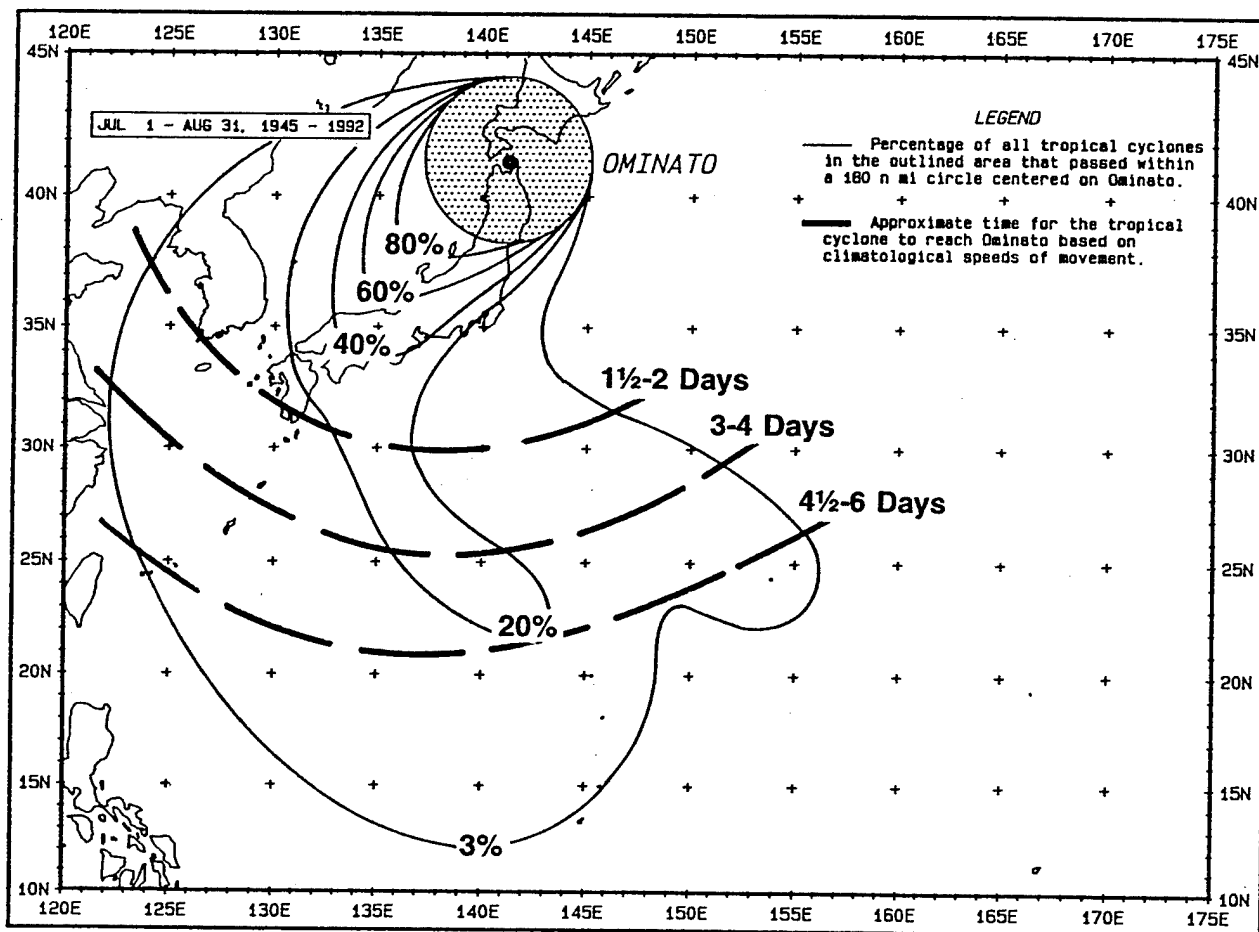 120E 125E 130E 135E 140E 145E 150E 155E 160E 165E 170E 175E
45N 45N
JUL 1 - AUG 31, 1945 - 1992
LEGEND
Percentage of all tropical cyclones
in the outlined area that passed within
a 180 n mi circle centered on Ominato.
OMINATO
40N 40N
Approximate time for the tropical
cyclone to reach Ominato based on
climatological speeds of movement.
80%
60%
35N 35N
40%
1½-2 Days
3-4 Days
30N 30N
4½-6 Days
25N 25N
20%
20N 20N
15N 15N
3%
10N 10N
120E 125E 130E 135E 140E 145E 150E 155E 160E 165E 170E 175E